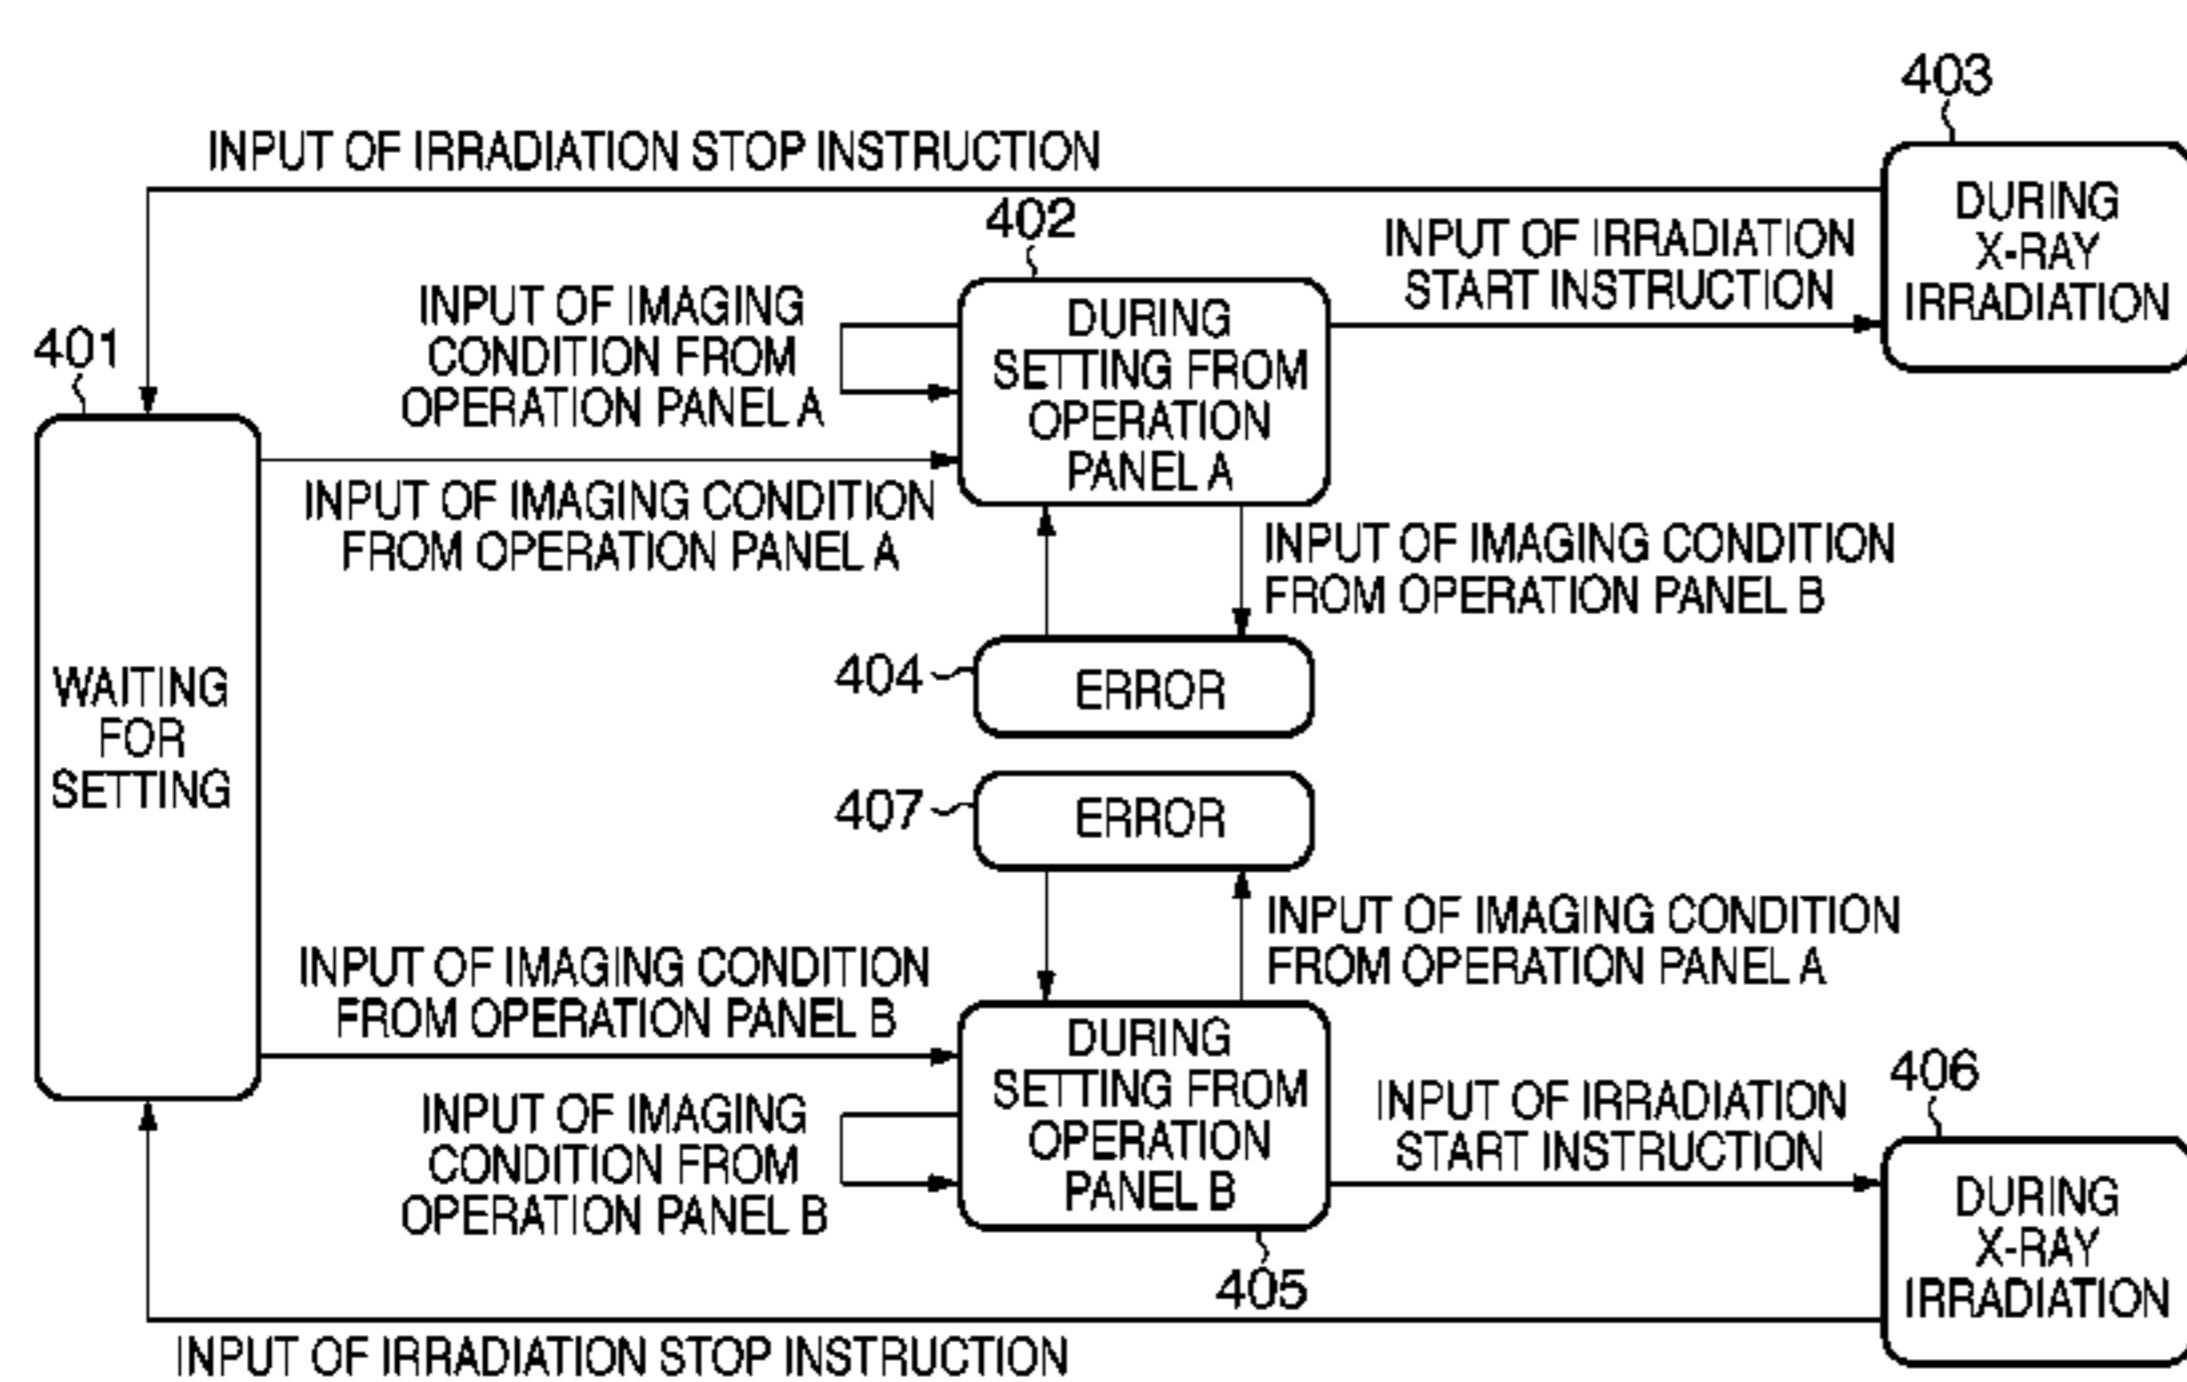 403
INPUT OF IRRADIATION STOP INSTRUCTION
DURING
X-RAY
IRRADIATION
402
INPUT OF IRRADIATION
START INSTRUCTION
INPUT OF IMAGING
CONDITION FROM
OPERATION PANEL A
DURING
SETTING FROM
OPERATION
PANEL A
401
INPUT OF IMAGING CONDITION
FROM OPERATION PANEL A
INPUT OF IMAGING CONDITION
FROM OPERATION PANEL B
WAITING
FOR
SETTING
404
ERROR
407
ERROR
INPUT OF IMAGING CONDITION
FROM OPERATION PANEL A
INPUT OF IMAGING CONDITION
FROM OPERATION PANEL B
DURING
SETTING FROM
OPERATION
PANEL B
INPUT OF IMAGING
CONDITION FROM
OPERATION PANEL B
INPUT OF IRRADIATION
START INSTRUCTION
406
DURING
X-RAY
IRRADIATION
405
INPUT OF IRRADIATION STOP INSTRUCTION